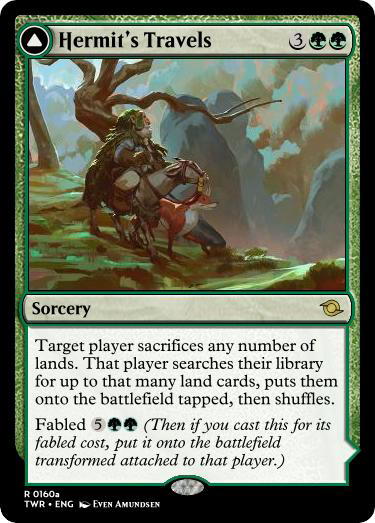 Hermit's Travels 3
Sorcery
Target player sacrifices any number of
lands. That player searches their library
for up to that many land cards, puts them
onto the battlefield tapped, then shuffles.
Fabled 5 (Then if you cast this for
its fabled cost, put it onto the battlefield
transformed attached to that player.)
R 0160a
TWR • ENG Even Amundsen